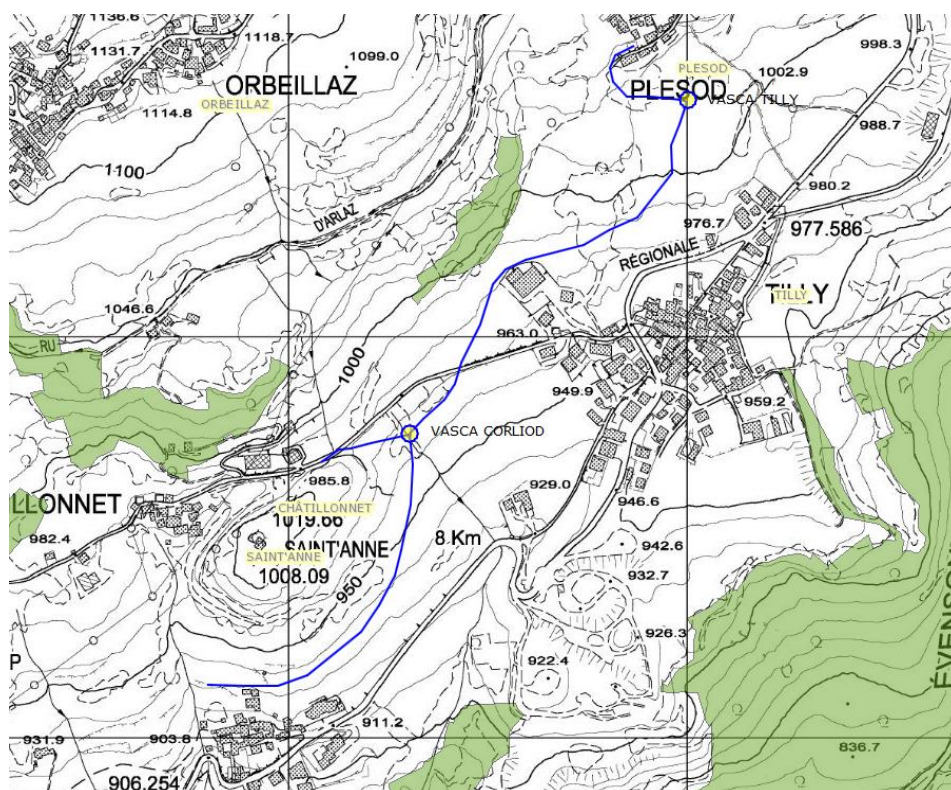 1136.6
1131.7
1118.7
1099.0
998.3
ORBEILLAZ
ORBEILLAZ
PLESOD
1002.9
PLESOD
VASCA TILLY
1114.8
988.7
1100
980.2
D'ARLAZ
976.7
977.586
RÉGIONALE
TILLY
TILLY
1046.6
963.0
RU
1000
949.9
959.2
VASCA CORLIOD
985.8
929.0
946.6
LLONNET
CHÂTILLONNET
1019.66
982.4
SAINT'ANNE
SAINT'ANNE
8 Km
942.6
1008.09
950
932.7
926.3
P
922.4
911.2
931.9
903.8
836.7
906.254